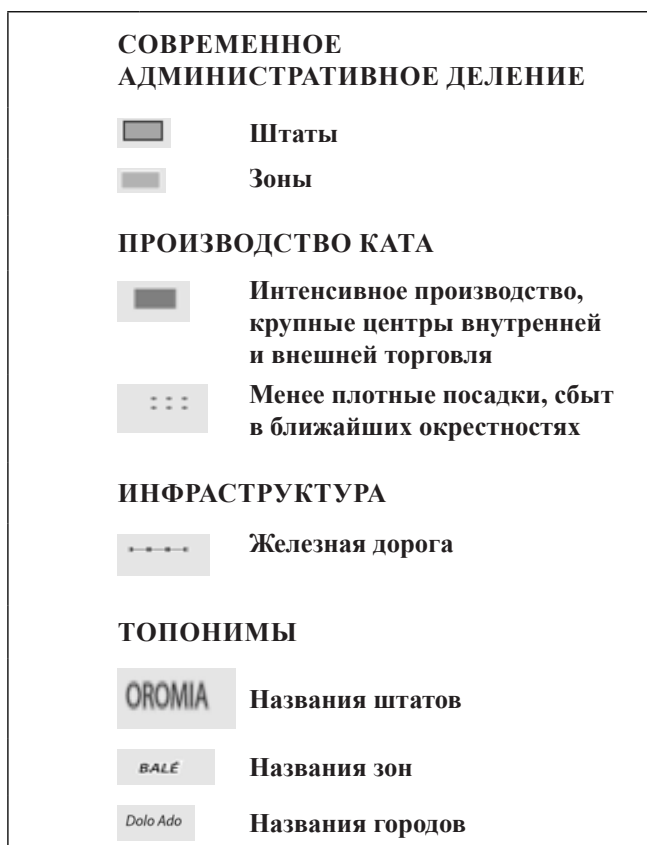 СОВРЕМЕННОЕ
АДМИНИСТРАТИВНОЕ ДЕЛЕНИЕ
Штаты
Зоны
ПРОИЗВОДСТВО КАТА
Интенсивное производство,
крупные центры внутренней
и внешней торговля
Менее плотные посадки, сбыт
в ближайших окрестностях
ИНФРАСТРУКТУРА
Железная дорога
ТОПОНИМЫ
OROMIA Названия штатов
BALÉ Названия зон
Dolo Ado Названия городов